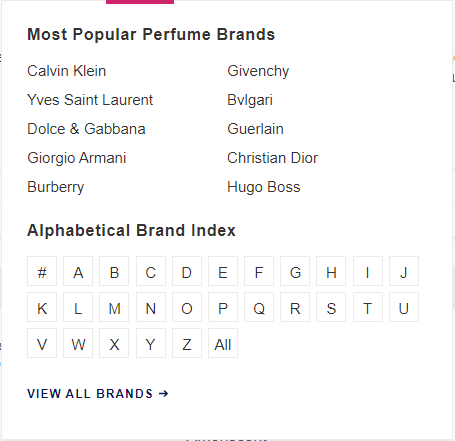 Most Popular Perfume Brands
Calvin Klein
Yves Saint Laurent
Dolce & Gabbana
Giorgio Armani
Burberry
Givenchy
Bvlgari
Guerlain
Christian Dior
Hugo Boss
Alphabetical Brand Index
# A B C D E F G H I J
K L M N O P Q R S T U
V W X Y Z All
VIEW ALL BRANDS ➔